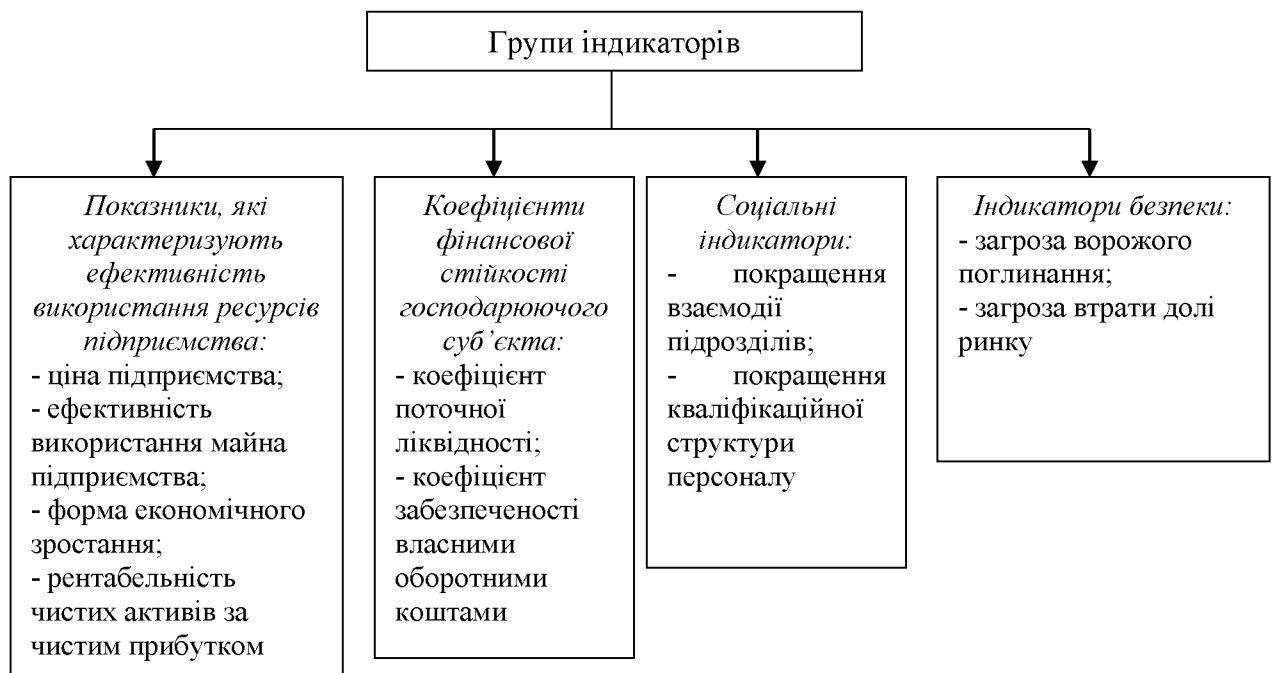 Групи індикаторів
Показники, які
характеризують
ефективність
використання ресурсів
підприємства:
- ціна підприємства;
- ефективність
використання майна
підприємства;
- форма економічного
зростання;
- рентабельність
чистих активів за
чистим прибутком
Коефіцієнти
фінансової
стійкості
господарюючого
суб’єкта:
- коефіцієнт
поточної
ліквідності;
- коефіцієнт
забезпеченості
власними
оборотними
коштами
Соціальні
індикатори:
- покращення
взаємодії
підрозділів;
- покращення
кваліфікаційної
структури
персоналу
Індикатори безпеки:
- загроза ворожого
поглинання;
- загроза втрати долі
ринку